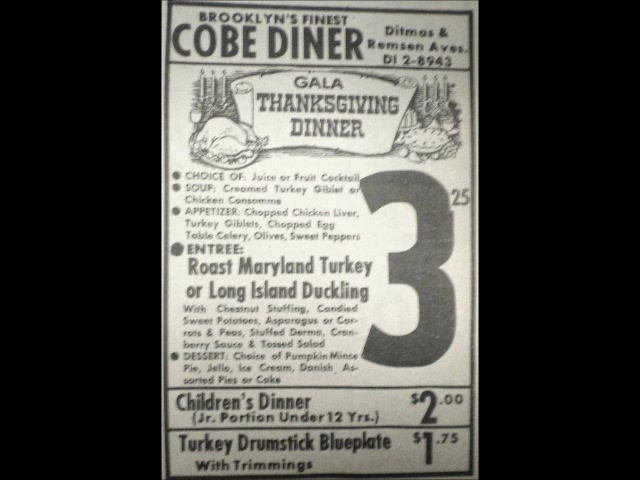 BROOKLYN'S FINEST
COBE DINER
Ditmas &
Remsen Aves.
DI 2-8943
GALA
THANKSGIVING
DINNER
● CHOICE OF: Juice or Fruit Cocktail
● SOUP: Creamed Turkey Giblet or
Chicken Consomme
● APPETIZER: Chopped Chicken Liver,
Turkey Giblets, Chopped Egg
Table Celery, Olives, Sweet Peppers
● ENTREE:
Roast Maryland Turkey
or Long Island Duckling
With Chestnut Stuffing, Candied
Sweet Potatoes, Asparagus or Car-
rots & Peas, Stuffed Derma, Cran-
berry Sauce & Tossed Salad
● DESSERT: Choice of Pumpkin Mince
Pie, Jello, Ice Cream, Danish, As-
sorted Pies or Cake
3 25
Children's Dinner $2.00
(Jr. Portion Under 12 Yrs.)
Turkey Drumstick Blueplate $1.75
With Trimmings